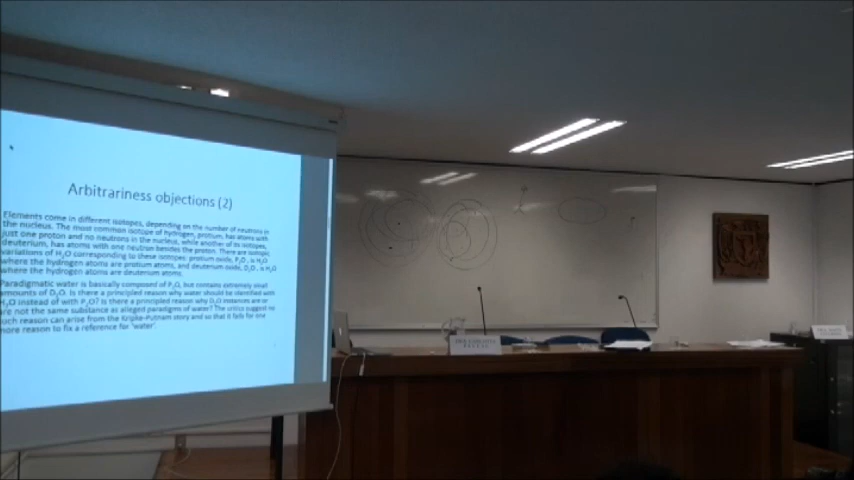 Arbitrariness objections (2)
Elements come in different isotopes, depending on the number of neutrons in
the nucleus. The most common isotope of hydrogen, protium, has atoms with
just one proton and no neutrons in the nucleus, while another of its isotopes,
deuterium, has atoms with one neutron besides the proton. There are isotopic
variations of H₂O corresponding to these isotopes: protium oxide, P₂O, is H₂O
where the hydrogen atoms are protium atoms, and deuterium oxide, D₂O, is H₂O
where the hydrogen atoms are deuterium atoms.
Paradigmatic water is basically composed of P₂O, but contains extremely small
amounts of D₂O. Is there a principled reason why water should be identified with
H₂O instead of with P₂O? Is there a principled reason why D₂O instances are or
are not the same substance as alleged paradigms of water? The critics suggest no
such reason can arise from the Kripke-Putnam story and so that it fails for one
more reason to fix a reference for 'water'.